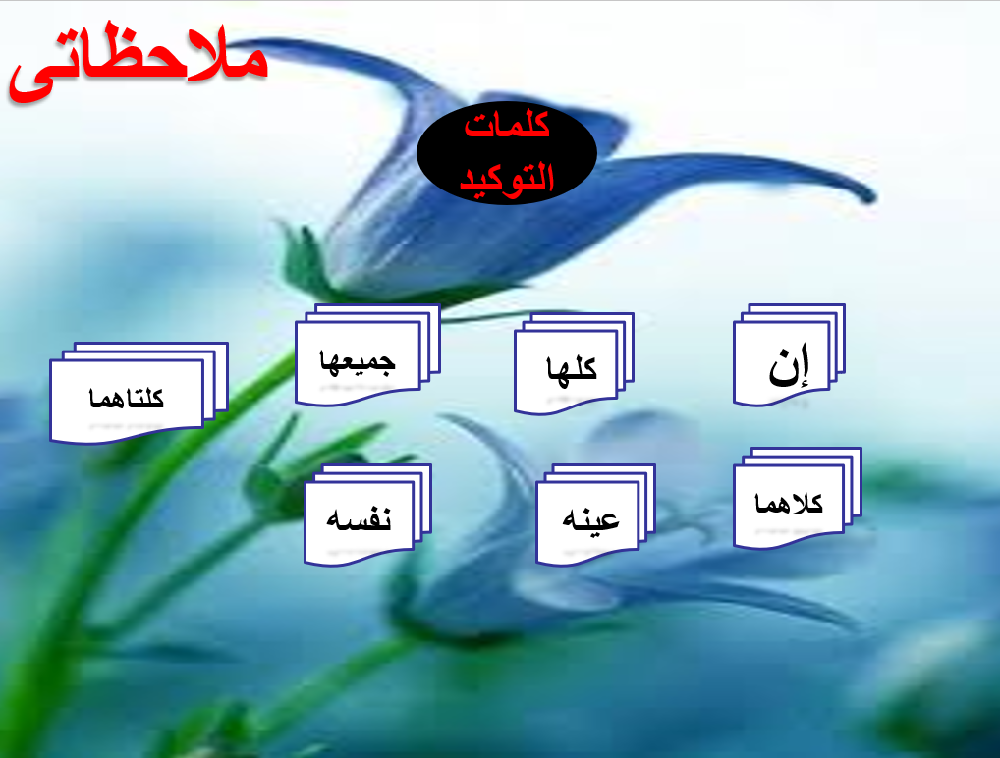 ملاحظاتى
كلمات
التوكيد
إن
كلها
جميعها
كلتاهما
كلاهما
عينه
نفسه